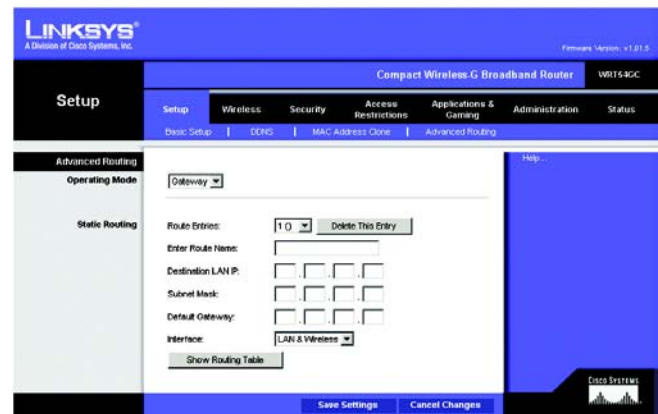 LINKSYS®
A Division of Cisco Systems, Inc.
Firmware Version: v1.01.5
Compact Wireless-G Broadband Router
WRT54GC
Setup
Setup
Wireless
Security
Access Restrictions
Applications & Gaming
Administration
Status
Basic Setup | DDNS | MAC Address Clone | Advanced Routing
Advanced Routing
Help...
Operating Mode
Gateway
Static Routing
Route Entries: 1 () Delete This Entry
Enter Route Name:
Destination LAN IP: . . .
Subnet Mask: . . .
Default Gateway: . . .
Interface: LAN & Wireless
Show Routing Table
Save Settings
Cancel Changes
CISCO SYSTEMS